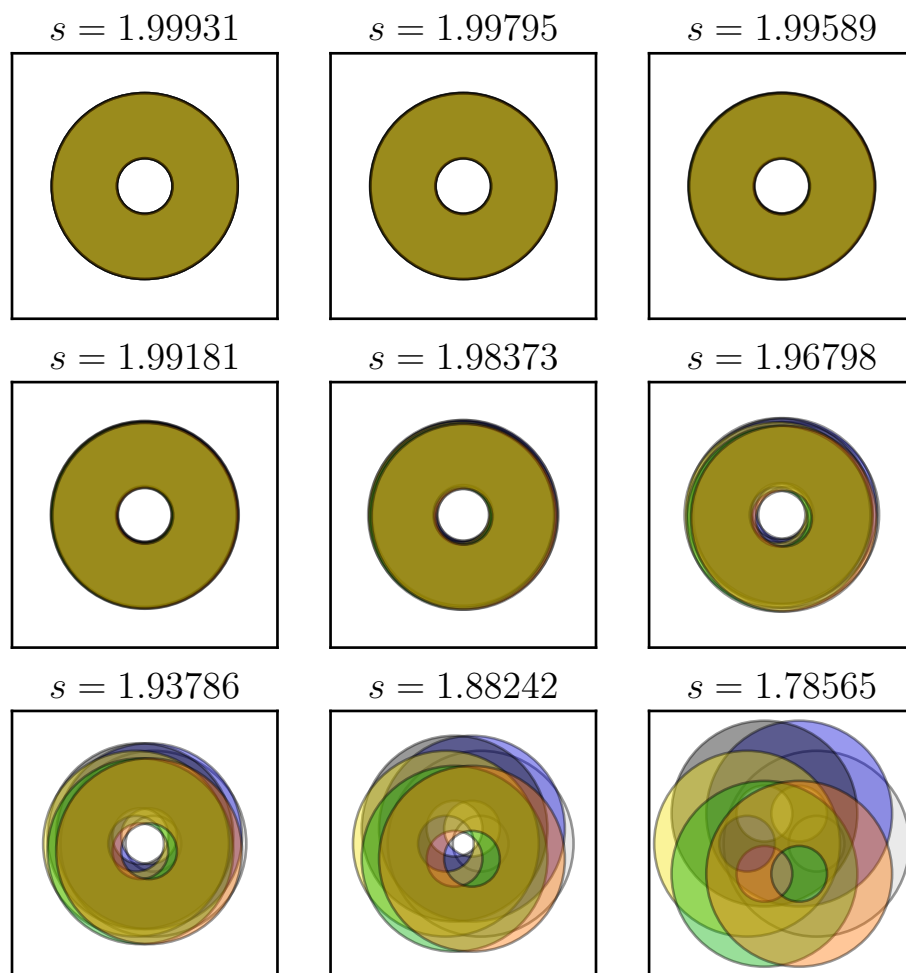 s = 1.99931 s = 1.99795 s = 1.99589
s = 1.99181 s = 1.98373 s = 1.96798
s = 1.93786 s = 1.88242 s = 1.78565